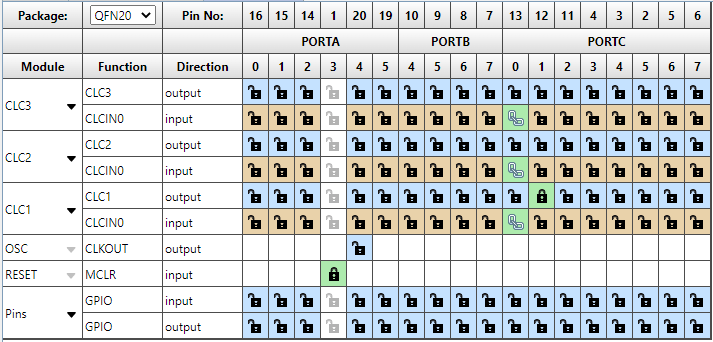 Package: QFN20 Pin No: 16 15 14 1 20 19 10 9 8 7 13 12 11 4 3 2 5 6
PORTA PORTB PORTC
Module Function Direction 0 1 2 3 4 5 4 5 6 7 0 1 2 3 4 5 6 7
CLC3 CLC3 output
CLCIN0 input
CLC2 CLC2 output
CLCIN0 input
CLC1 CLC1 output
CLCIN0 input
OSC CLKOUT output
RESET MCLR input
Pins GPIO input
GPIO output